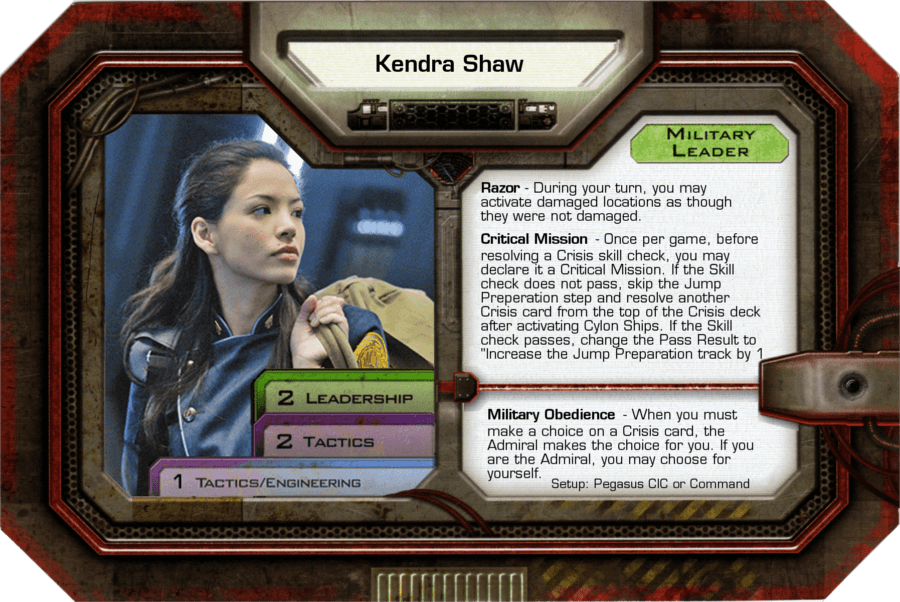 Kendra Shaw
Military
Leader
Razor - During your turn, you may
activate damaged locations as though
they were not damaged.
Critical Mission - Once per game, before
resolving a Crisis skill check, you may
declare it a Critical Mission. If the Skill
check does not pass, skip the Jump
Preperation step and resolve another
Crisis card from the top of the Crisis deck
after activating Cylon Ships. If the Skill
check passes, change the Pass Result to
"Increase the Jump Preparation track by 1
2 Leadership
2 Tactics
1 Tactics/Engineering
Military Obedience - When you must
make a choice on a Crisis card, the
Admiral makes the choice for you. If you
are the Admiral, you may choose for
yourself.
Setup: Pegasus CIC or Command